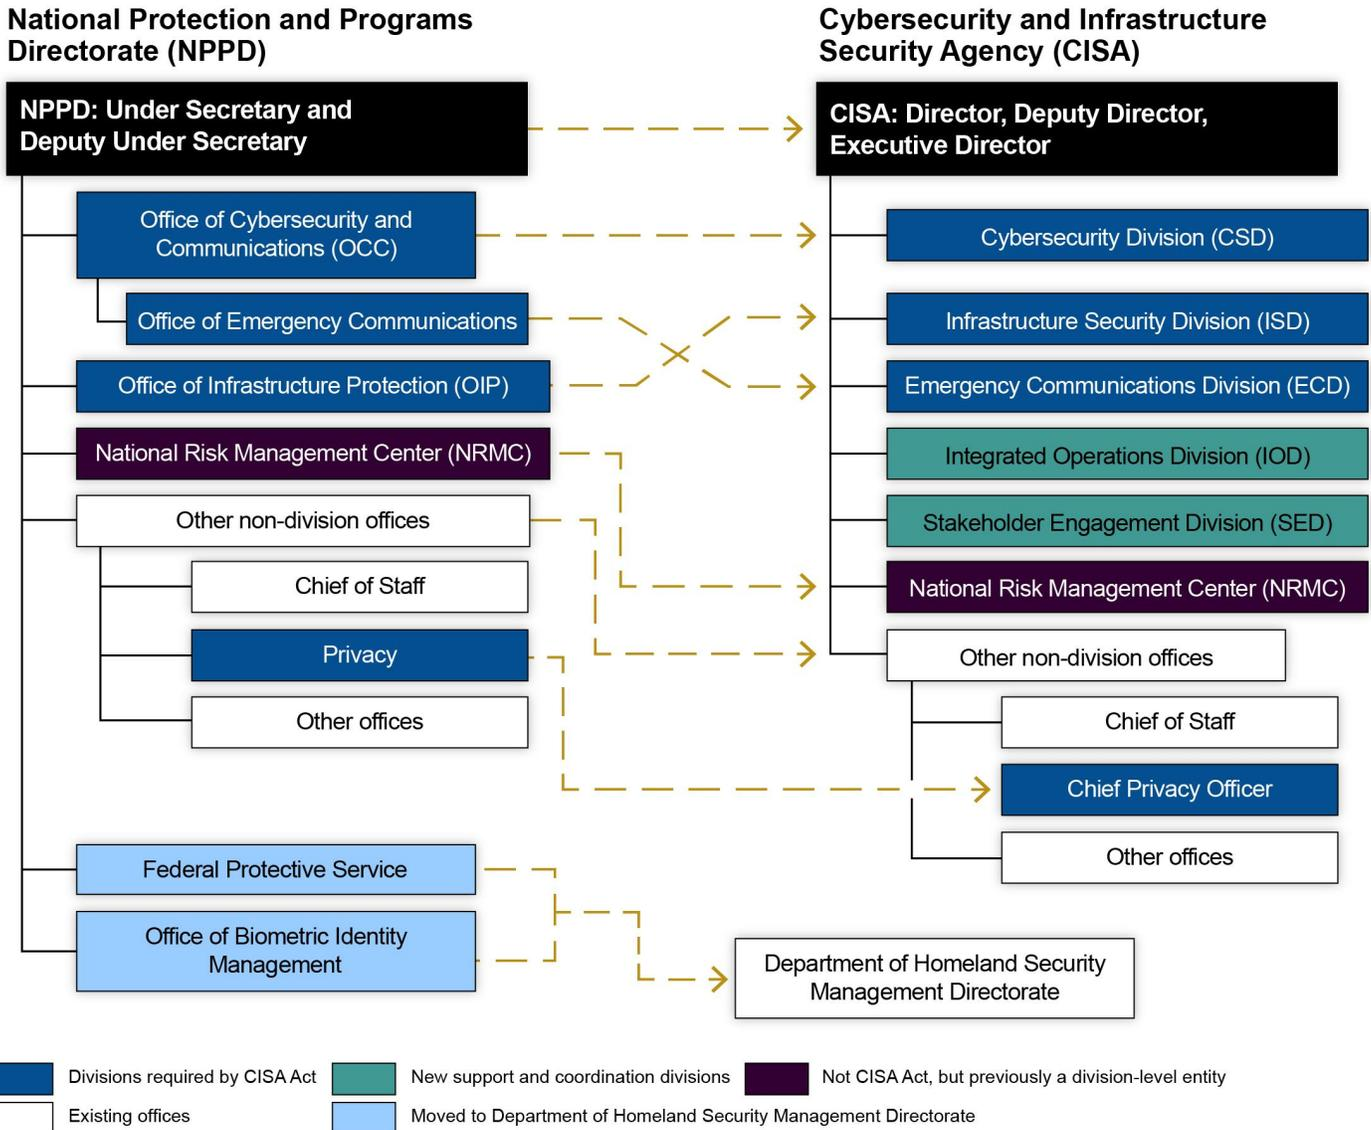 National Protection and Programs
Directorate (NPPD)
NPPD: Under Secretary and
Deputy Under Secretary
Office of Cybersecurity and
Communications (OCC)
Office of Emergency Communications
Office of Infrastructure Protection (OIP)
National Risk Management Center (NRMC)
Other non-division offices
Chief of Staff
Privacy
Other offices
Federal Protective Service
Office of Biometric Identity
Management
Cybersecurity and Infrastructure
Security Agency (CISA)
CISA: Director, Deputy Director,
Executive Director
Cybersecurity Division (CSD)
Infrastructure Security Division (ISD)
Emergency Communications Division (ECD)
Integrated Operations Division (IOD)
Stakeholder Engagement Division (SED)
National Risk Management Center (NRMC)
Other non-division offices
Chief of Staff
Chief Privacy Officer
Other offices
Department of Homeland Security
Management Directorate
Divisions required by CISA Act
New support and coordination divisions
Not CISA Act, but previously a division-level entity
Existing offices
Moved to Department of Homeland Security Management Directorate